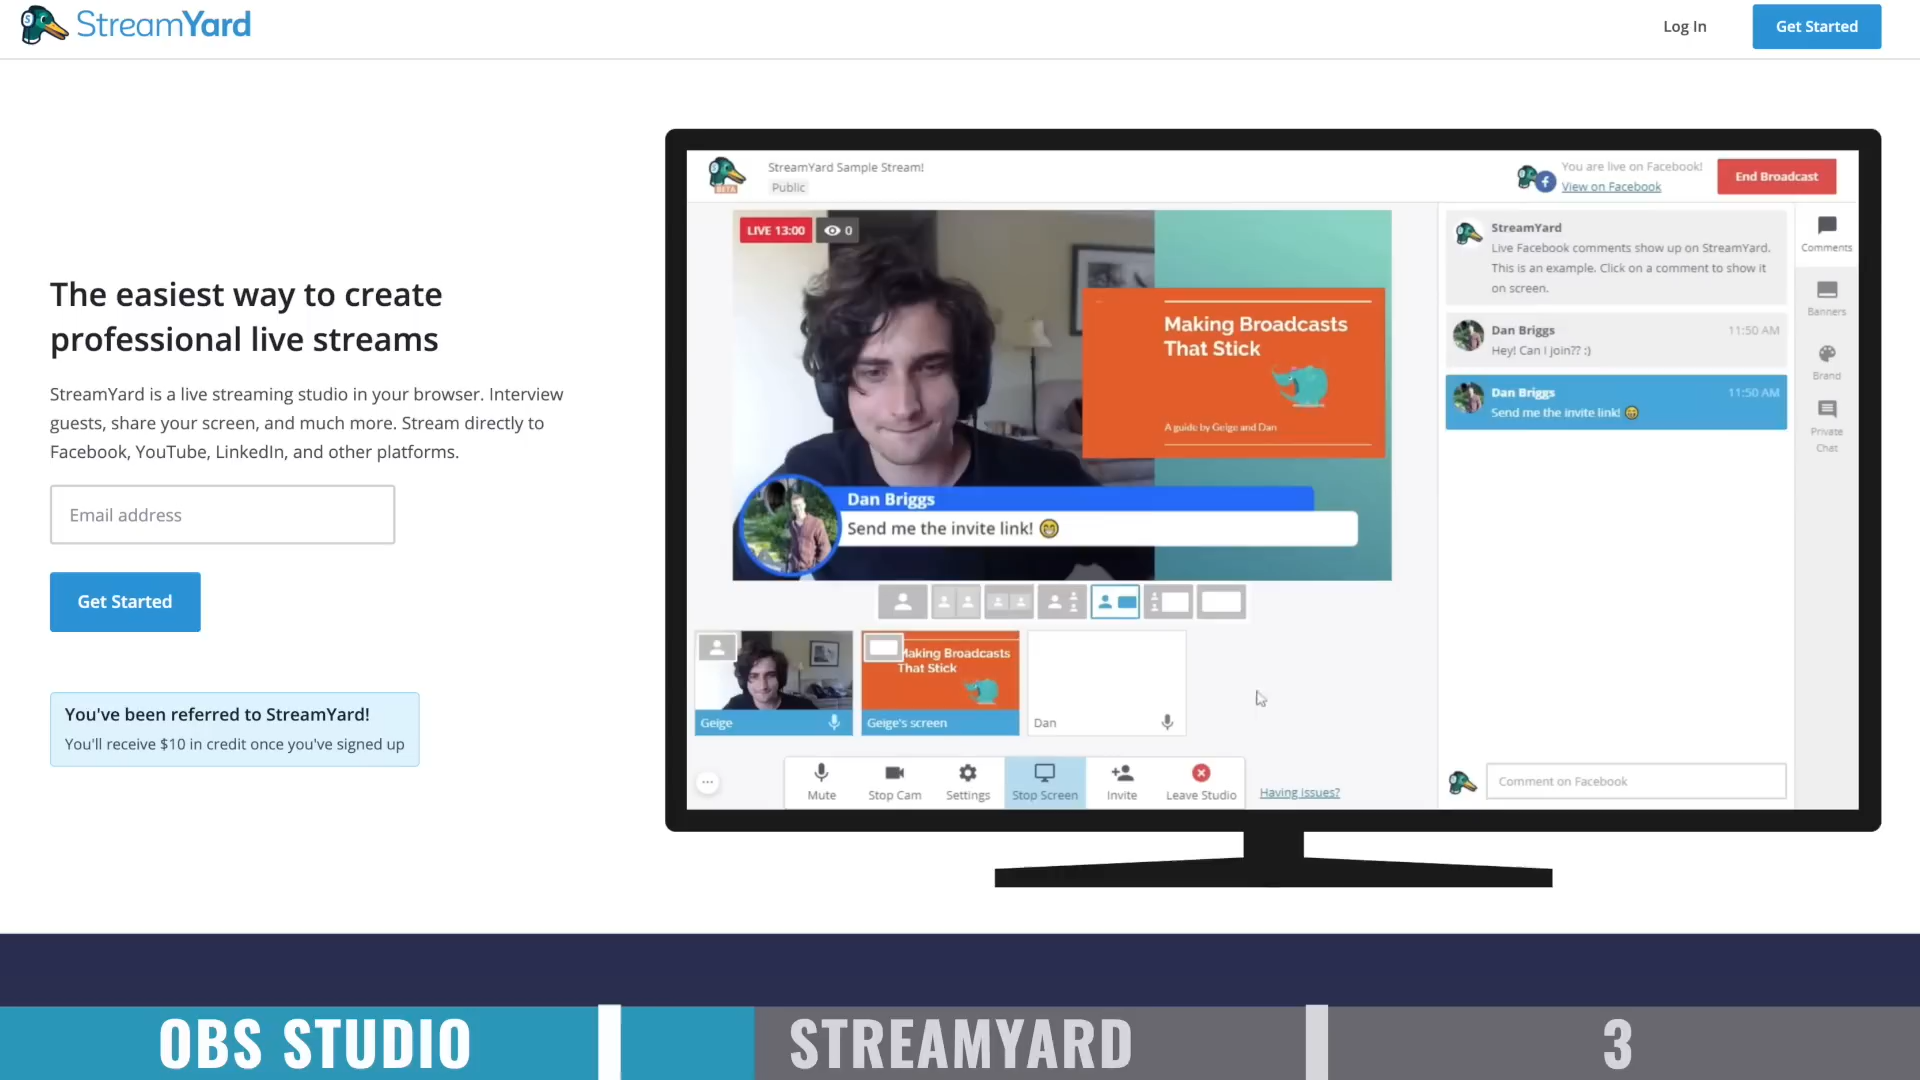 StreamYard
Log In
Get Started
The easiest way to create
professional live streams
StreamYard is a live streaming studio in your browser. Interview
guests, share your screen, and much more. Stream directly to
Facebook, YouTube, LinkedIn, and other platforms.
Email address
Get Started
You've been referred to StreamYard!
You'll receive $10 in credit once you've signed up
BETA
StreamYard Sample Stream!
Public
You are live on Facebook!
View on Facebook
End Broadcast
LIVE 13:00
0
Making Broadcasts
That Stick
A guide by Geige and Dan
Dan Briggs
Send me the invite link! 😁
Geige
Making Broadcasts
That Stick
Geige's screen
Dan
Mute
Stop Cam
Settings
Stop Screen
Invite
Leave Studio
Having issues?
StreamYard
Live Facebook comments show up on StreamYard.
This is an example. Click on a comment to show it
on screen.
Dan Briggs 11:50 AM
Hey! Can I join?? :)
Dan Briggs 11:50 AM
Send me the invite link! 😁
Comment on Facebook
Comments
Banners
Brand
Private
Chat
OBS STUDIO
STREAMYARD
3